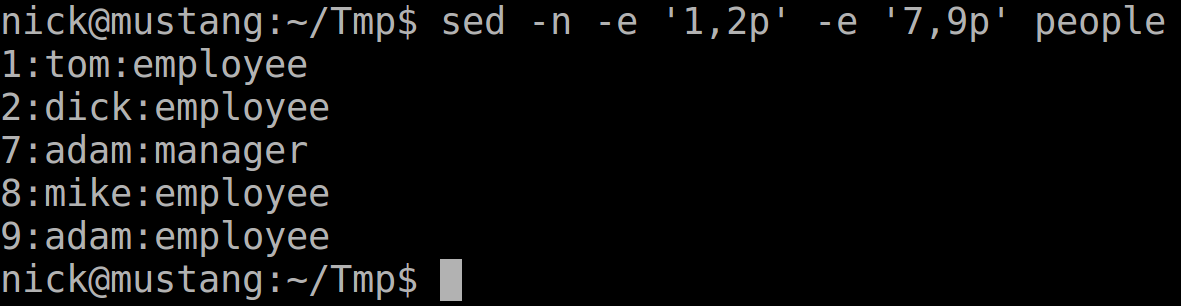 nick@mustang:~/Tmp$ sed -n -e '1,2p' -e '7,9p' people
1:tom:employee
2:dick:employee
7:adam:manager
8:mike:employee
9:adam:employee
nick@mustang:~/Tmp$